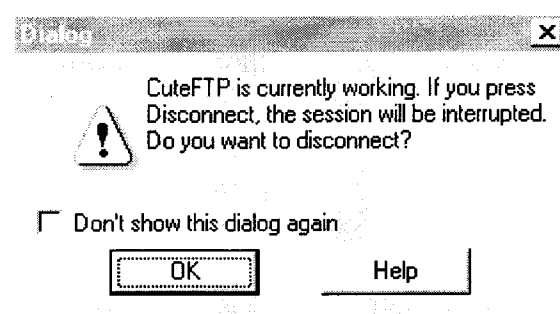 Dialog
CuteFTP is currently working. If you press
Disconnect, the session will be interrupted.
Do you want to disconnect?
Don't show this dialog again
OK
Help